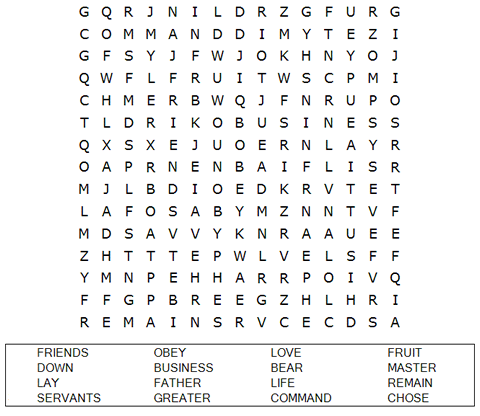 G Q R J N I L D R Z G F U R G
C O M M A N D D I M Y T E Z I
G F S Y J F W J O K H N Y O J
Q W F L F R U I T W S C P M I
C H M E R B W Q J F N R U P O
T L D R I K O B U S I N E S S
Q X S X E J U O E R N L A Y R
O A P R N E N B A I F L I S R
M J L B D I O E D K R V T E T
L A F O S A B Y M Z N N T V F
M D S A V V Y K N R A A U E E
Z H T T T E P W L V E L S F F
Y M N P E H H A R R P O I V Q
F F G P B R E E G Z H L H R I
R E M A I N S R V C E C D S A
FRIENDS OBEY LOVE FRUIT
DOWN BUSINESS BEAR MASTER
LAY FATHER LIFE REMAIN
SERVANTS GREATER COMMAND CHOSE